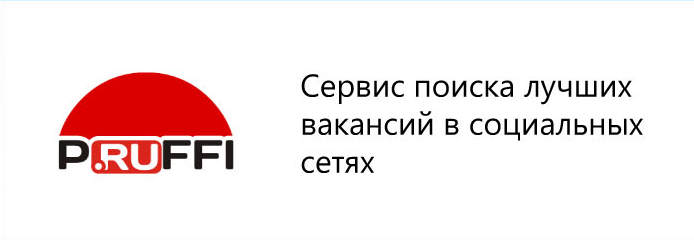 P.RUFFI
Сервис поиска лучших
вакансий в социальных
сетях